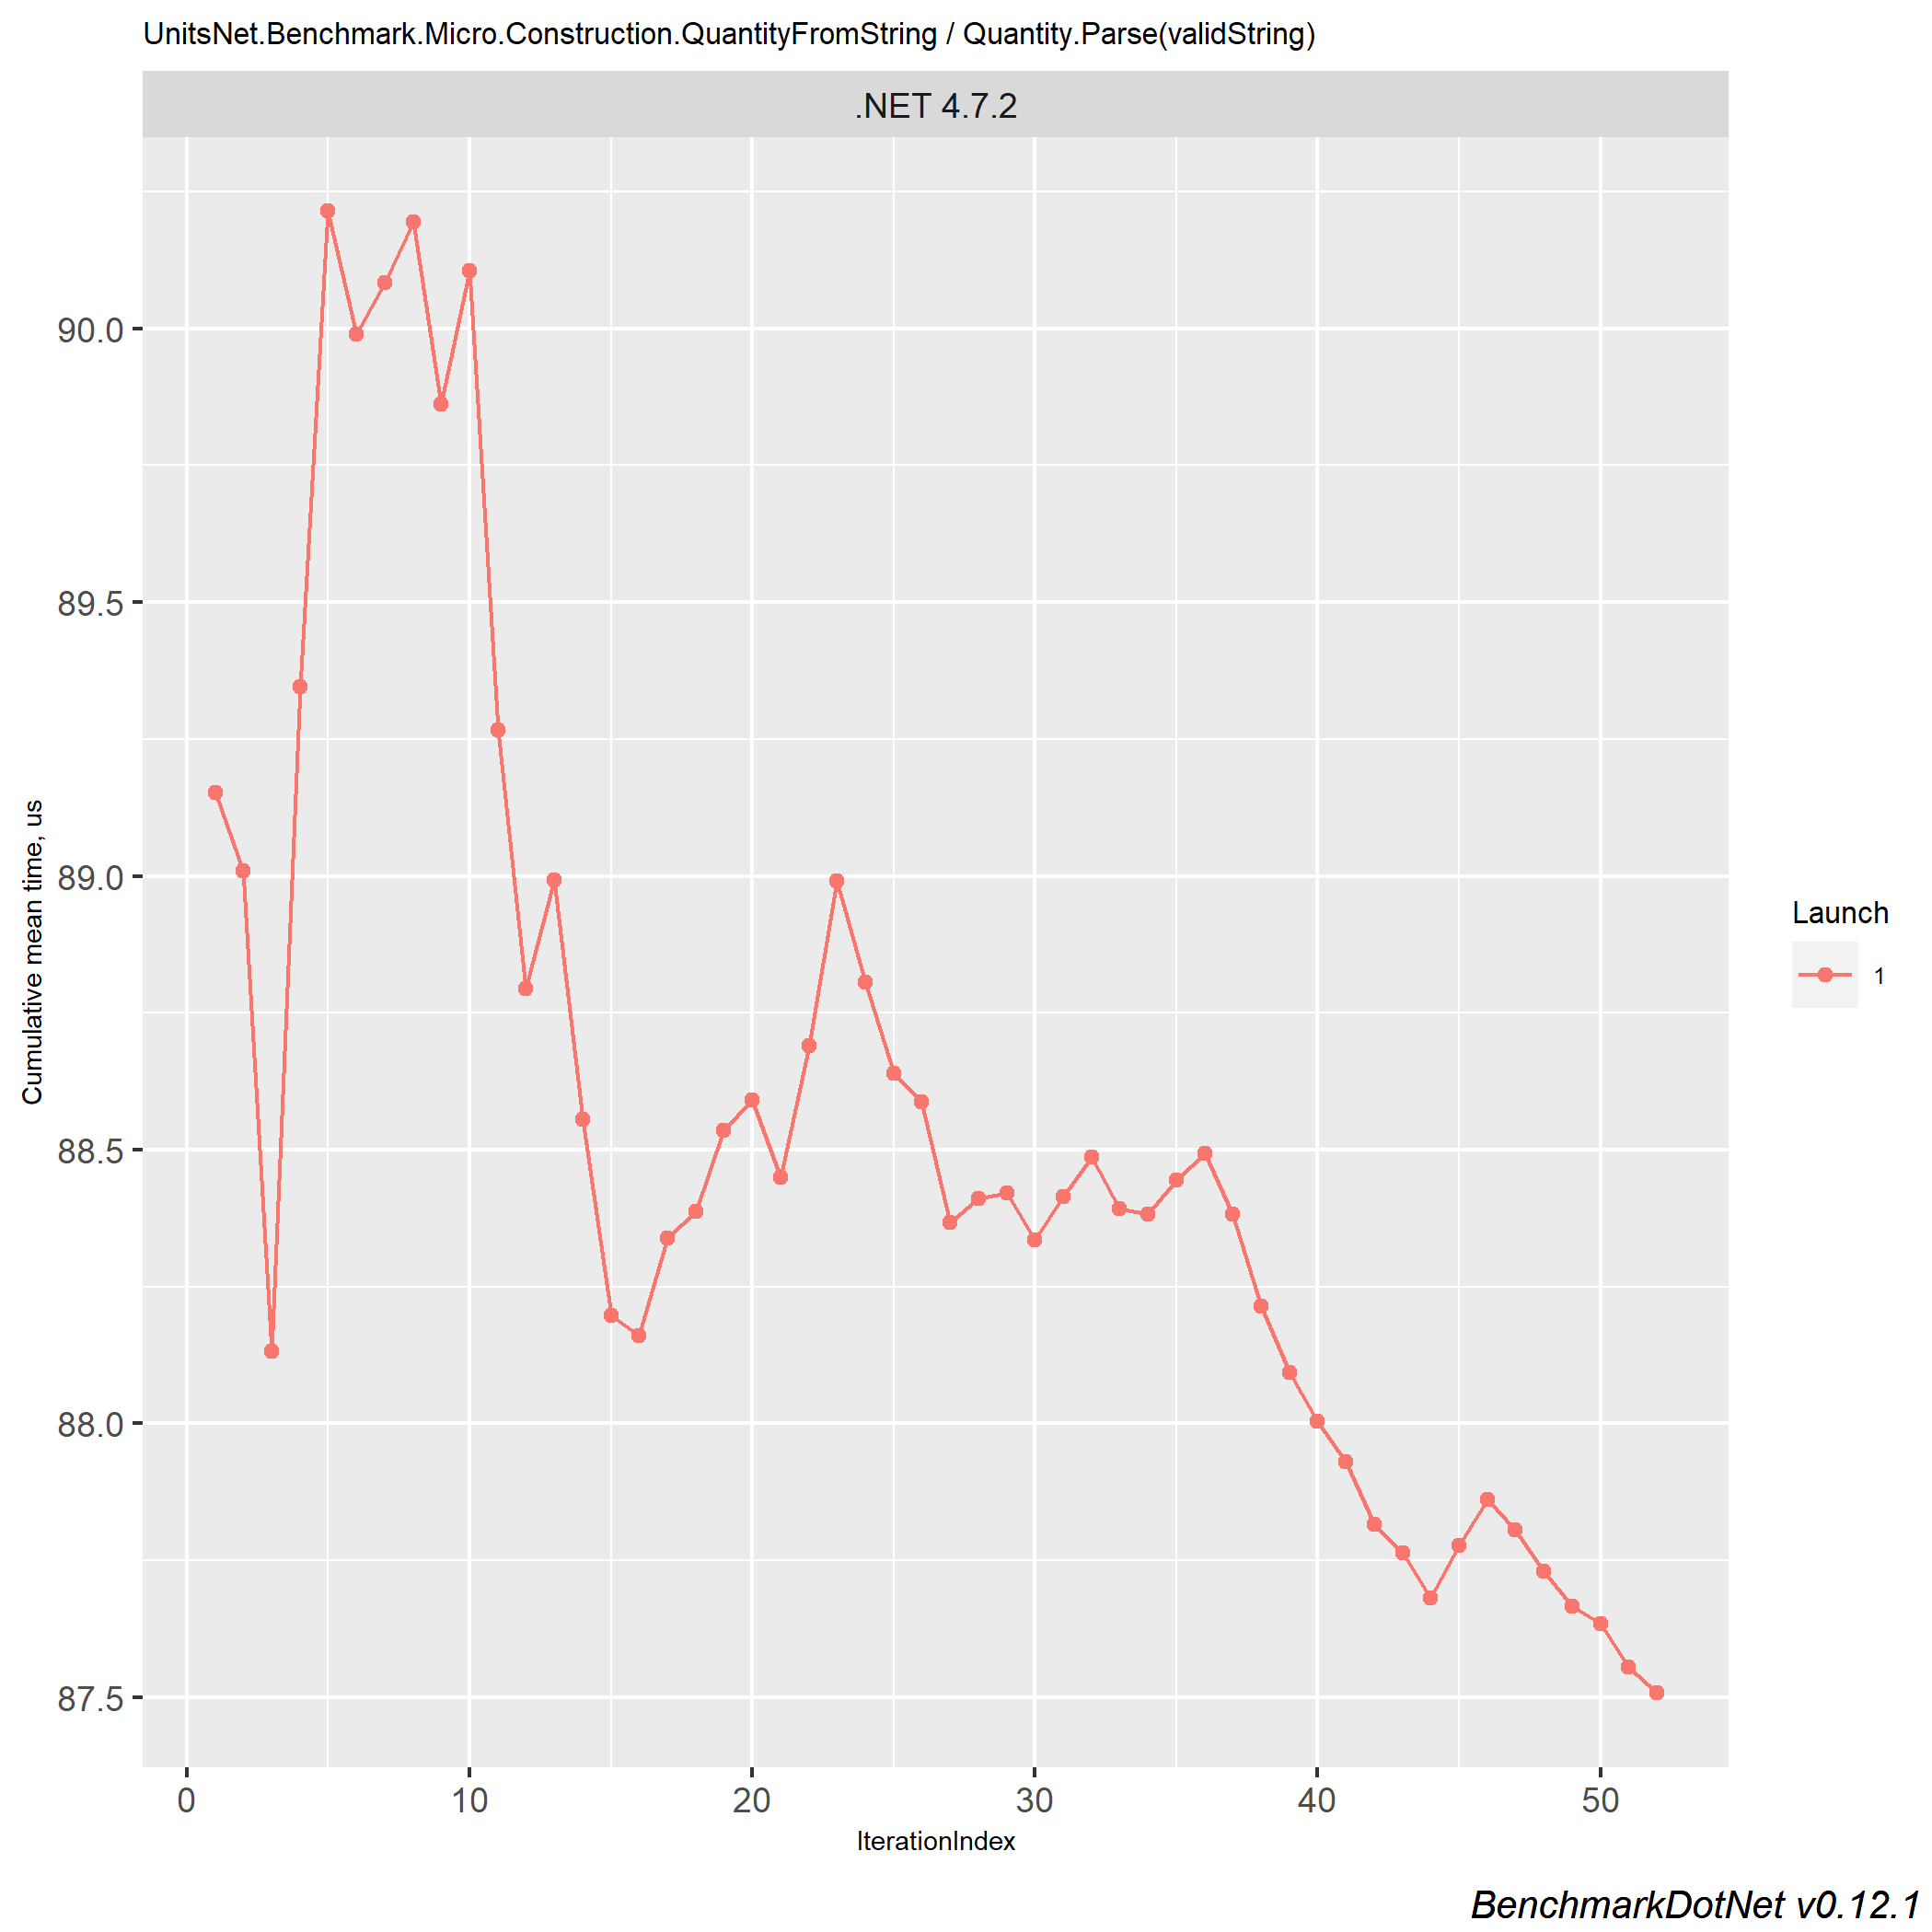 UnitsNet.Benchmark.Micro.Construction.QuantityFromString / Quantity.Parse(validString)
.NET 4.7.2
90.0
89.5
89.0
88.5
88.0
87.5
Cumulative mean time, us
0 10 20 30 40 50
IterationIndex
Launch
1
BenchmarkDotNet v0.12.1